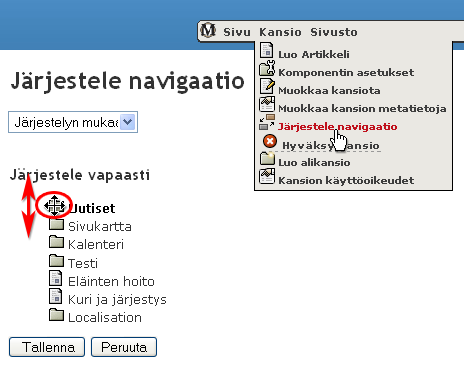 Sivu Kansio Sivusto
Luo Artikkeli
Komponentin asetukset
Muokkaa kansiota
Muokkaa kansion metatietoja
Järjestele navigaatio
Hyväksy kansio
Luo alikansio
Kansion käyttöoikeudet
Järjestele navigaatio
Järjestelyn mukaa
Järjestele vapaasti
Uutiset
Sivukartta
Kalenteri
Testi
Eläinten hoito
Kuri ja järjestys
Localisation
Tallenna Peruuta